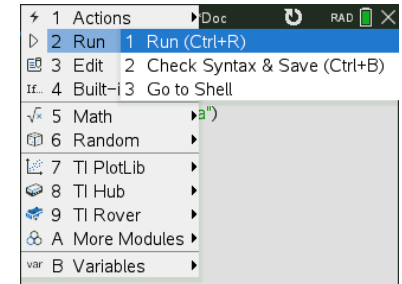 1 Actions Doc RAD
2 Run 1 Run (Ctrl+R)
3 Edit 2 Check Syntax & Save (Ctrl+B)
If... 4 Built-i 3 Go to Shell
√x 5 Math a")
6 Random
7 TI PlotLib
8 TI Hub
9 TI Rover
A More Modules
var B Variables